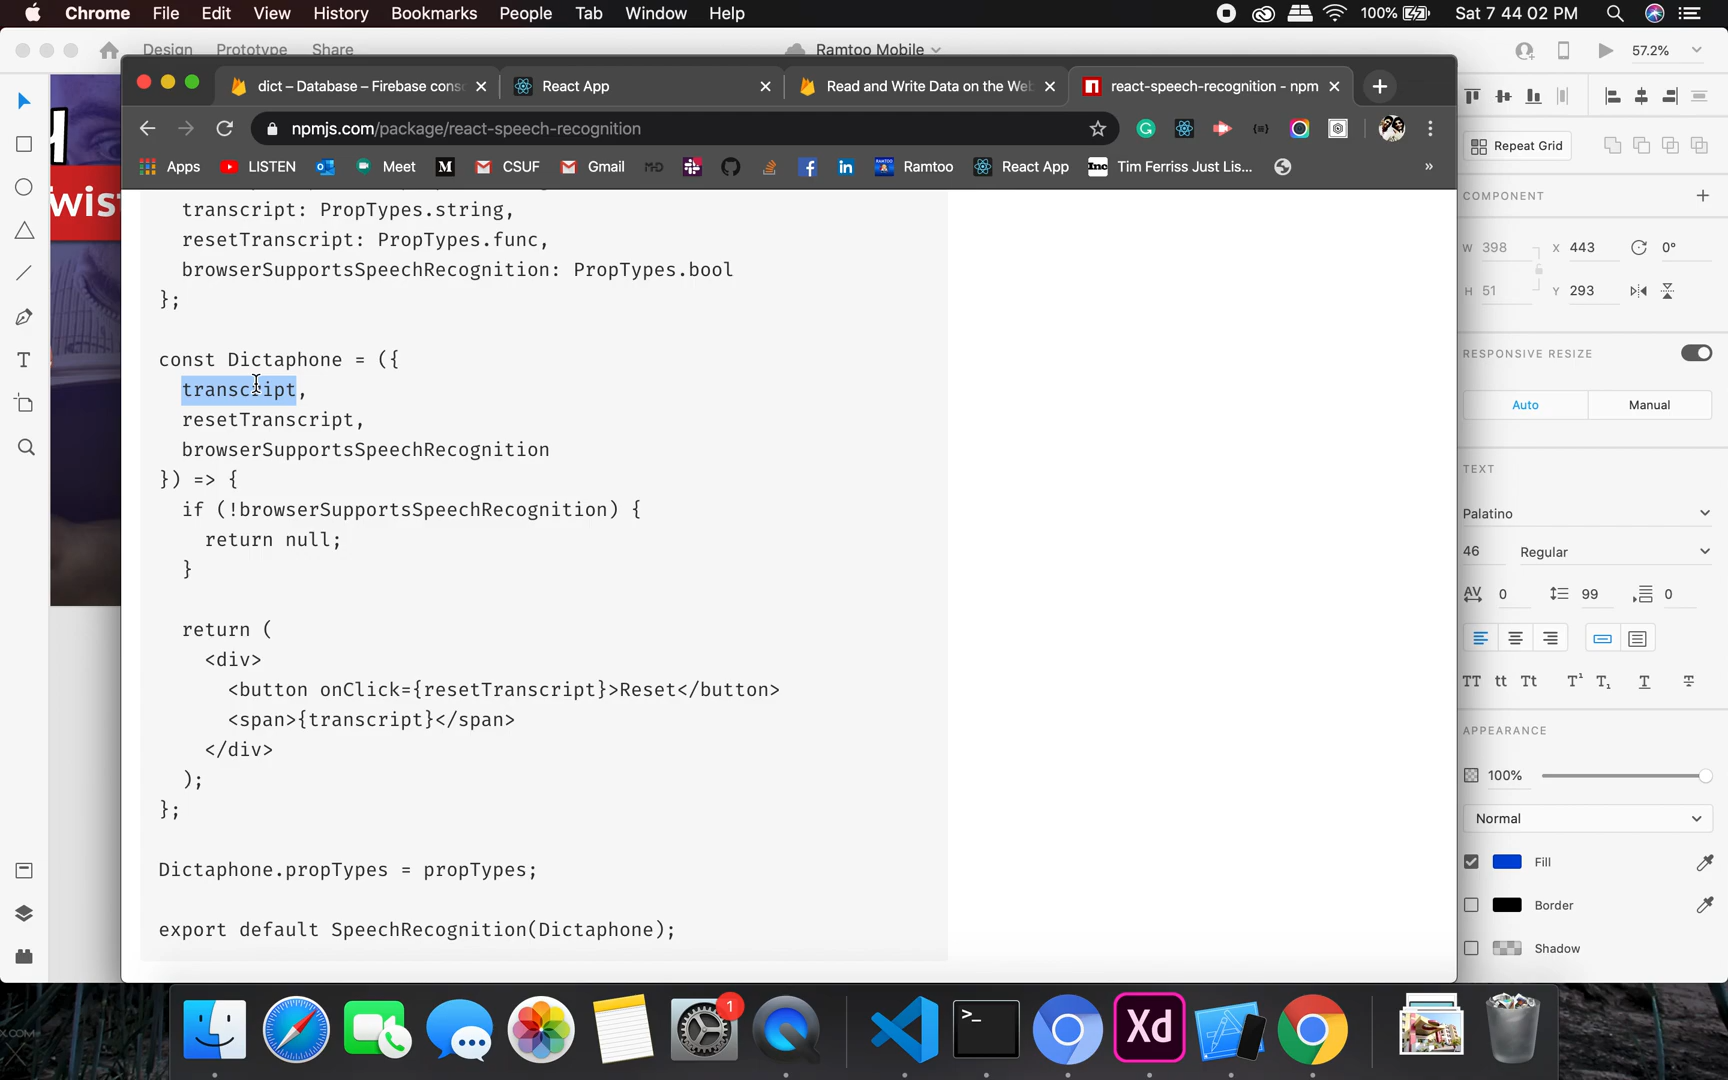 Chrome File Edit View History Bookmarks People Tab Window Help 100% Sat 7 44 02 PM
Design Prototype Share Ramtoo Mobile 57.2%
dict – Database – Firebase cons React App Read and Write Data on the We react-speech-recognition - npm
npmjs.com/package/react-speech-recognition
Apps LISTEN Meet M CSUF Gmail Ramtoo React App Inc Tim Ferriss Just Lis... »
transcript: PropTypes.string,
resetTranscript: PropTypes.func,
browserSupportsSpeechRecognition: PropTypes.bool
};
const Dictaphone = ({
transcript,
resetTranscript,
browserSupportsSpeechRecognition
}) => {
if (!browserSupportsSpeechRecognition) {
return null;
}
return (
<div>
<button onClick={resetTranscript}>Reset</button>
<span>{transcript}</span>
</div>
);
};
Dictaphone.propTypes = propTypes;
export default SpeechRecognition(Dictaphone);
wis
T
Repeat Grid
COMPONENT
W 398 X 443 0°
H 51 Y 293
RESPONSIVE RESIZE
Auto Manual
TEXT
Palatino
46 Regular
AV 0 99 0
TT tt Tt T¹ T₁ T T
APPEARANCE
100%
Normal
Fill
Border
Shadow
1
>_
Xd